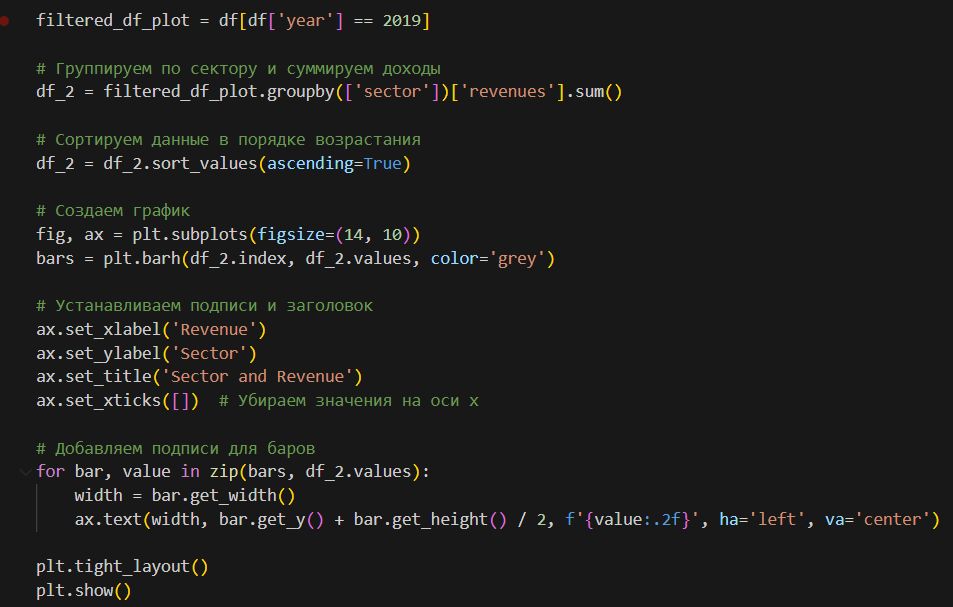 filtered_df_plot = df[df['year'] == 2019]
# Группируем по сектору и суммируем доходы
df_2 = filtered_df_plot.groupby(['sector'])['revenues'].sum()
# Сортируем данные в порядке возрастания
df_2 = df_2.sort_values(ascending=True)
# Создаем график
fig, ax = plt.subplots(figsize=(14, 10))
bars = plt.barh(df_2.index, df_2.values, color='grey')
# Устанавливаем подписи и заголовок
ax.set_xlabel('Revenue')
ax.set_ylabel('Sector')
ax.set_title('Sector and Revenue')
ax.set_xticks([])  # Убираем значения на оси x
# Добавляем подписи для баров
for bar, value in zip(bars, df_2.values):
    width = bar.get_width()
    ax.text(width, bar.get_y() + bar.get_height() / 2, f'{value:.2f}', ha='left', va='center')
plt.tight_layout()
plt.show()